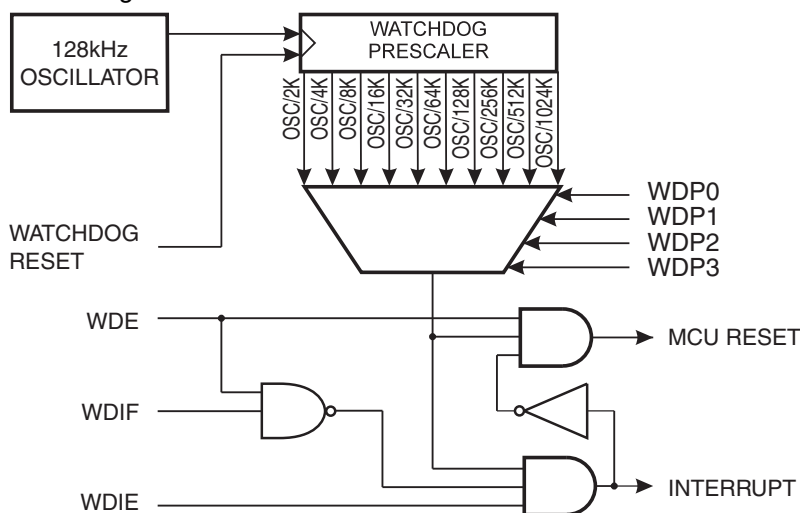 128kHz
OSCILLATOR
WATCHDOG
PRESCALER
OSC/2K
OSC/4K
OSC/8K
OSC/16K
OSC/32K
OSC/64K
OSC/128K
OSC/256K
OSC/512K
OSC/1024K
WDP0
WDP1
WDP2
WDP3
WATCHDOG
RESET
WDE
MCU RESET
WDIF
INTERRUPT
WDIE